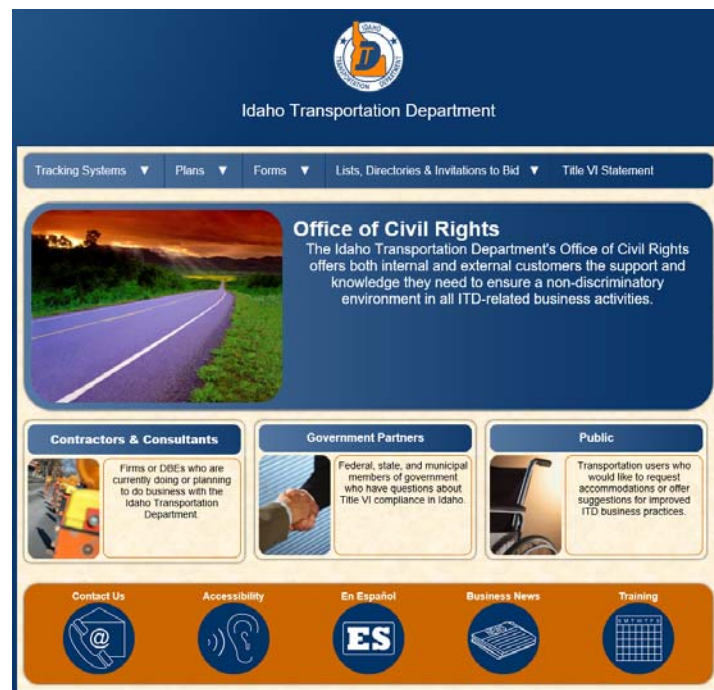 IDAHO
TRANSPORTATION DEPARTMENT
Idaho Transportation Department
Tracking Systems ▼ Plans ▼ Forms ▼ Lists, Directories & Invitations to Bid ▼ Title VI Statement
Office of Civil Rights
The Idaho Transportation Department's Office of Civil Rights
offers both internal and external customers the support and
knowledge they need to ensure a non-discriminatory
environment in all ITD-related business activities.
Contractors & Consultants
Firms or DBEs who are
currently doing or planning
to do business with the
Idaho Transportation
Department.
Government Partners
Federal, state, and municipal
members of government
who have questions about
Title VI compliance in Idaho.
Public
Transportation users who
would like to request
accommodations or offer
suggestions for improved
ITD business practices.
Contact Us Accessibility En Español Business News Training
@ ES S M T W T F S